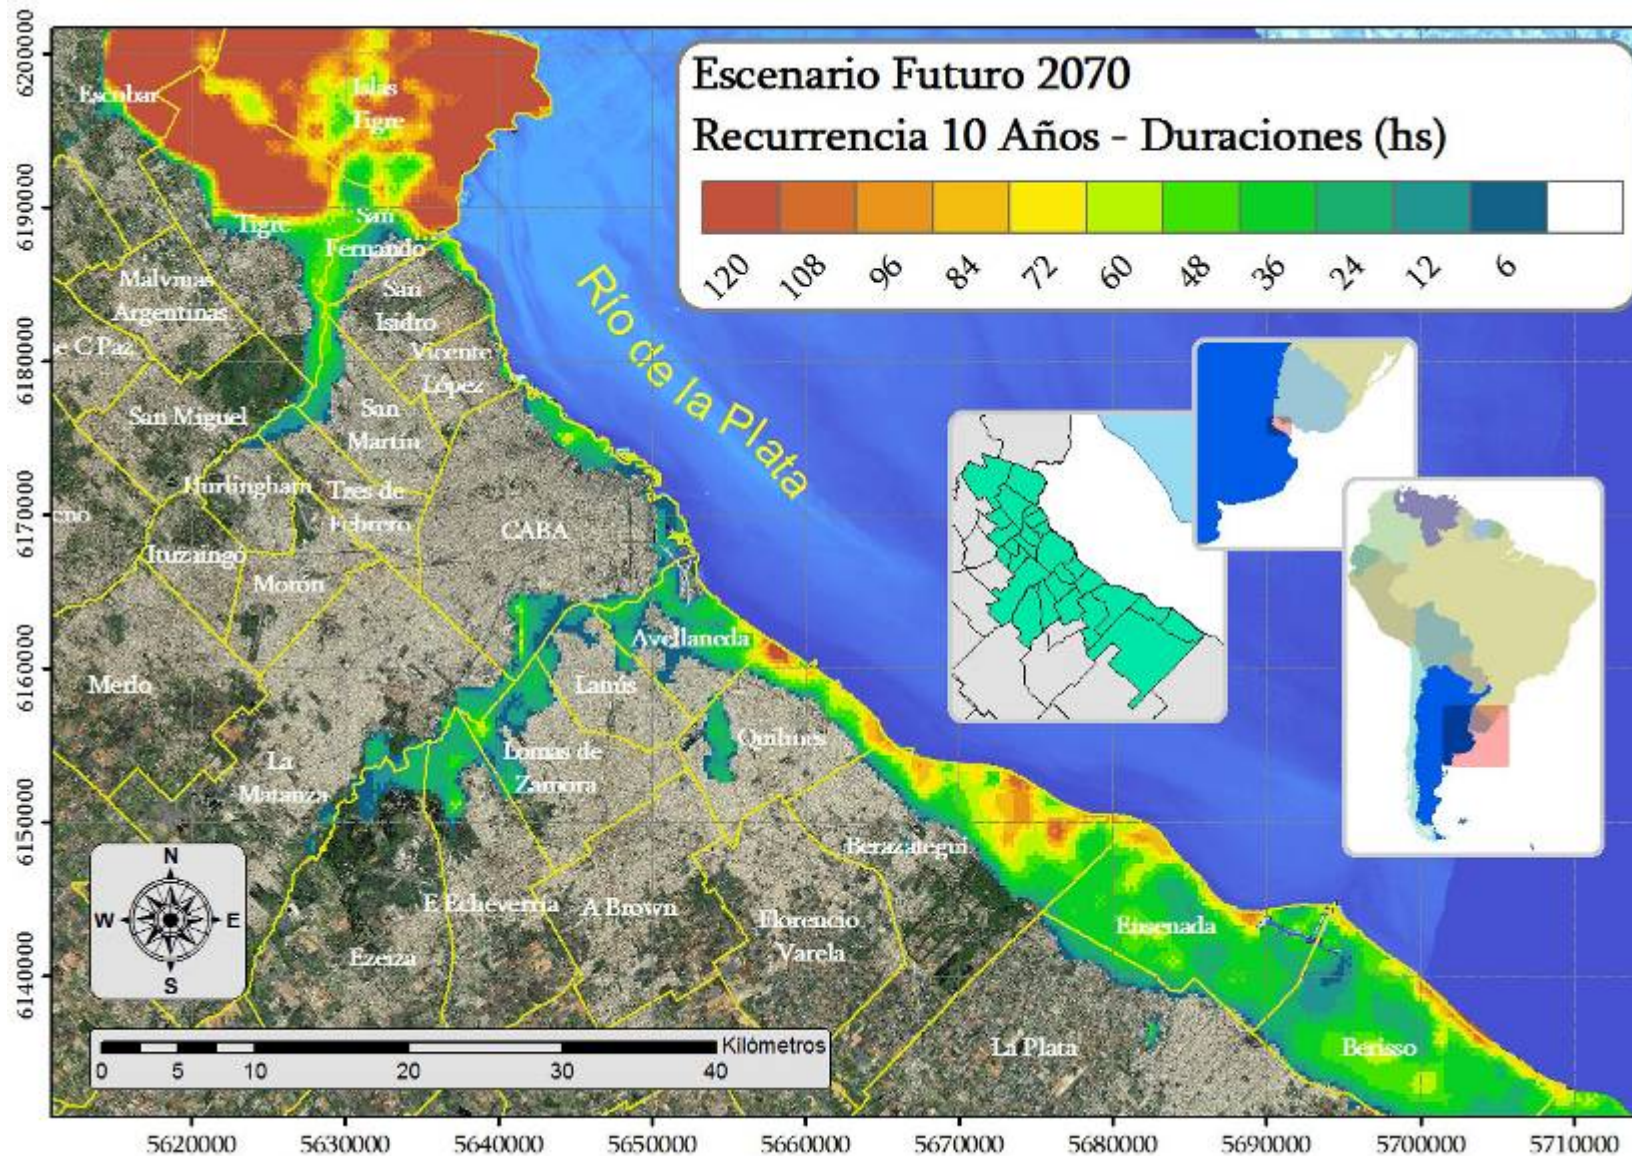 Escenario Futuro 2070
Recurrencia 10 Años - Duraciones (hs)
120
108
96
84
72
60
48
36
24
12
6
6200000
6190000
6180000
6170000
6160000
6150000
6140000
Escobar
Islas
Tigre
Tigre
San
Fernando
Malvinas
Argentinas
San
Isidro
e C Paz
Vicente
López
San Miguel
San
Martín
Río de la Plata
Hurlingham
Tres de
Febrero
CABA
Ituzaingó
Morón
Avellaneda
Merlo
Lanús
Quilmes
Lomas de
Zamora
La
Matanza
Berazategui
E Echeverría
A Brown
Florencio
Varela
Ensenada
Ezeiza
La Plata
Berisso
N
W
E
S
Kilómetros
0
5
10
20
30
40
5620000
5630000
5640000
5650000
5660000
5670000
5680000
5690000
5700000
5710000